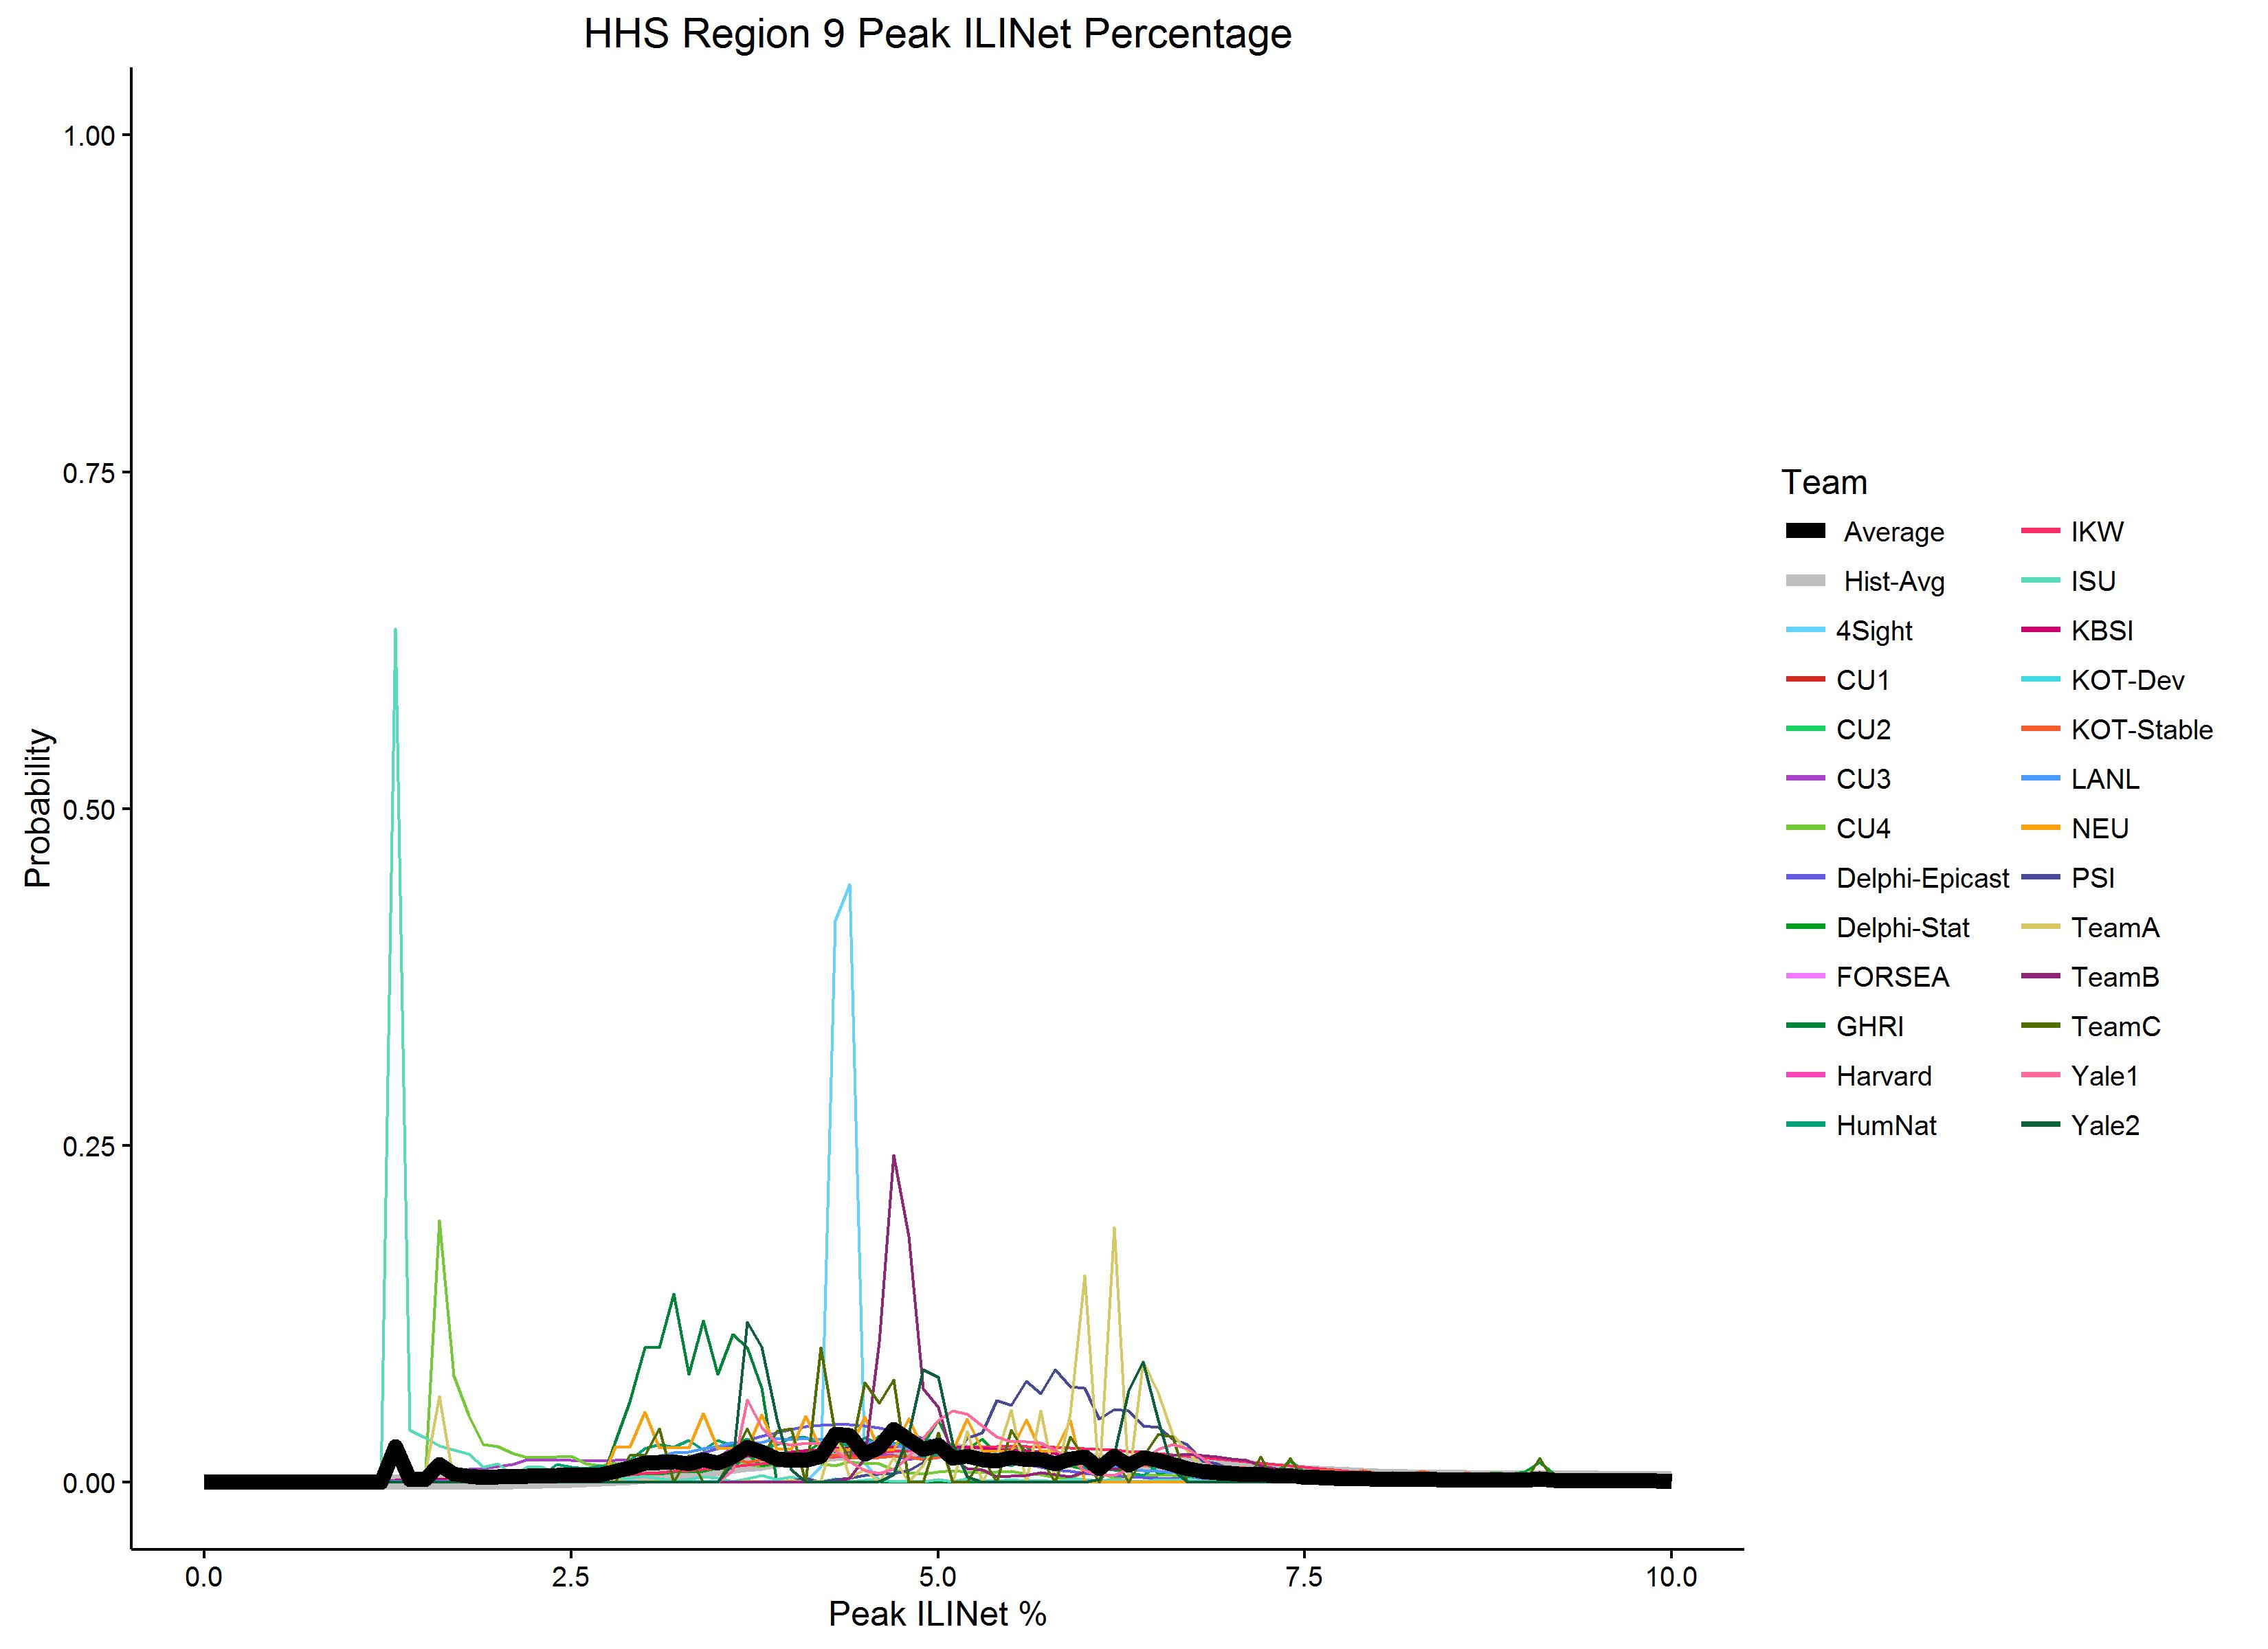 HHS Region 9 Peak ILINet Percentage
1.00
0.75
0.50
0.25
0.00
Probability
0.0 2.5 5.0 7.5 10.0
Peak ILINet %
Team
Average
Hist-Avg
4Sight
CU1
CU2
CU3
CU4
Delphi-Epicast
Delphi-Stat
FORSEA
GHRI
Harvard
HumNat
IKW
ISU
KBSI
KOT-Dev
KOT-Stable
LANL
NEU
PSI
TeamA
TeamB
TeamC
Yale1
Yale2